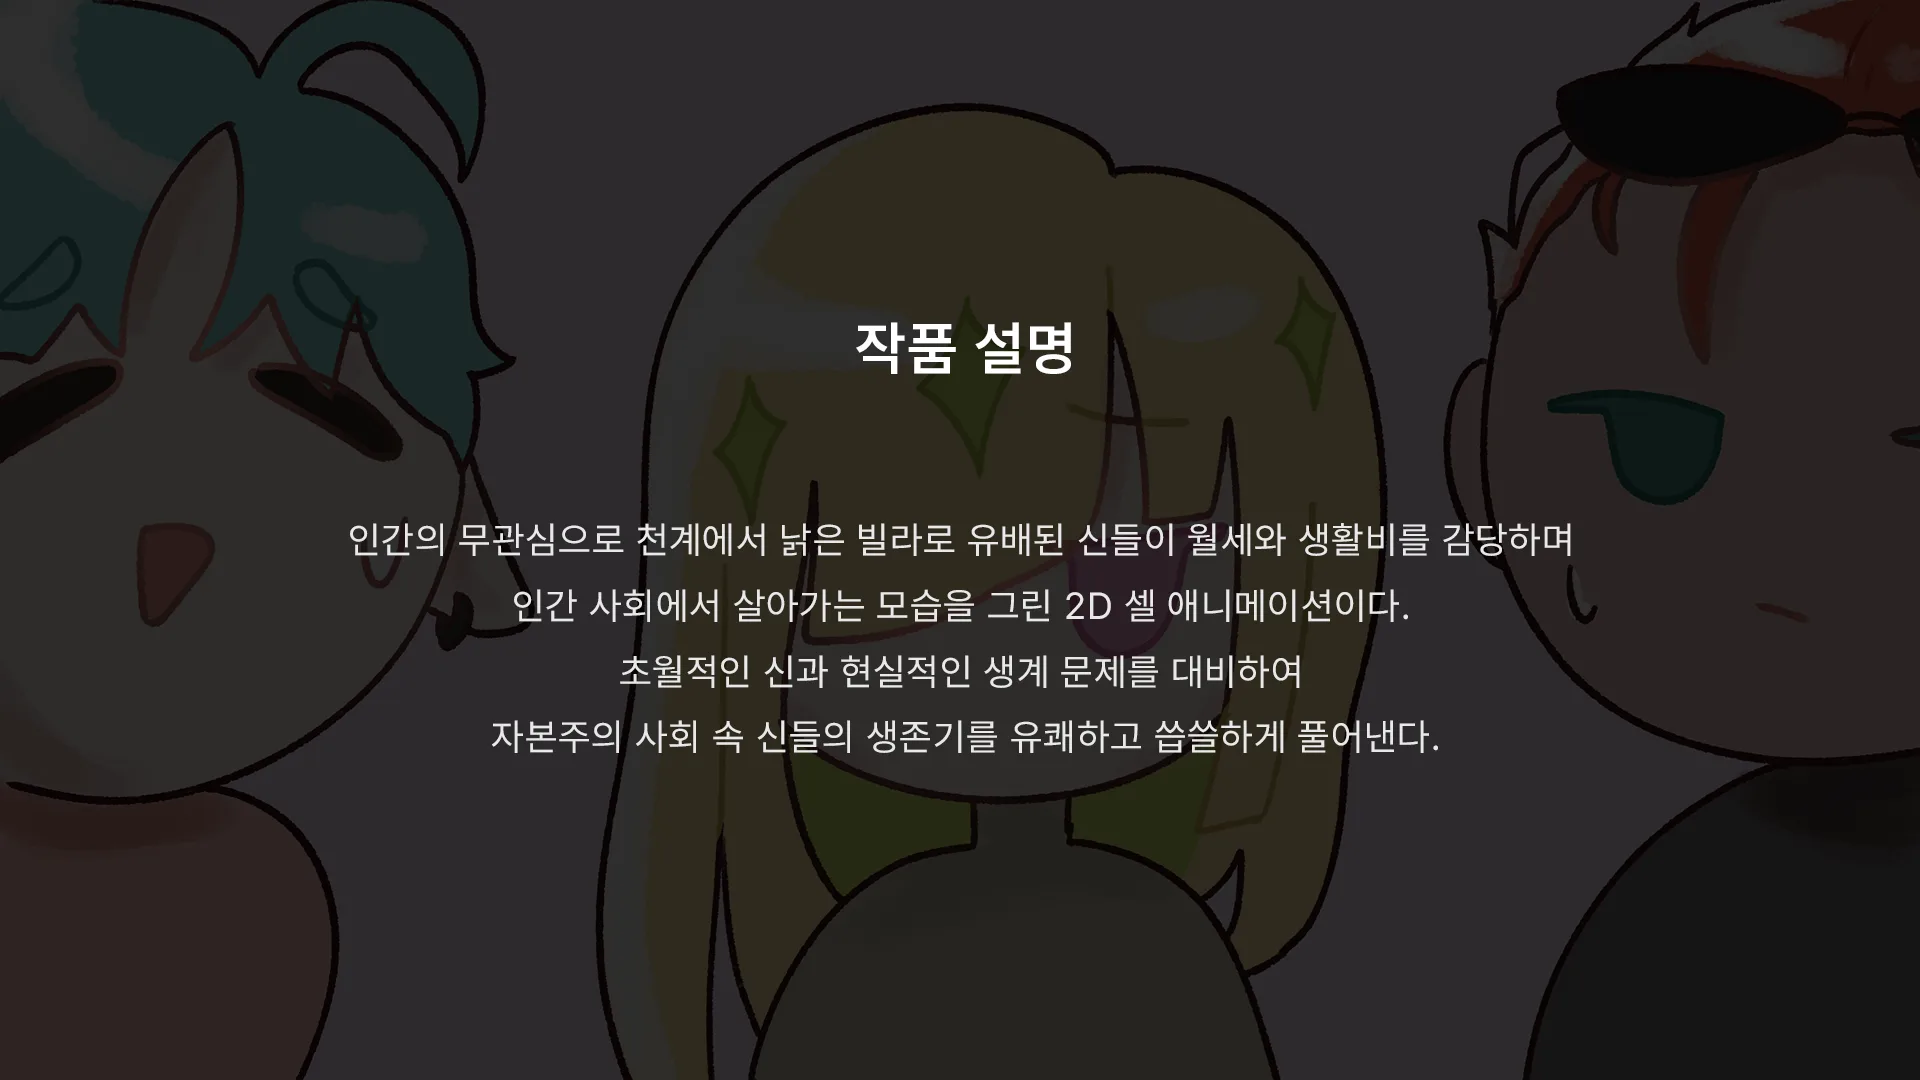 작품 설명
인간의 무관심으로 천계에서 낡은 빌라로 유배된 신들이 월세와 생활비를 감당하며
인간 사회에서 살아가는 모습을 그린 2D 셀 애니메이션이다.
초월적인 신과 현실적인 생계 문제를 대비하여
자본주의 사회 속 신들의 생존기를 유쾌하고 씁쓸하게 풀어낸다.